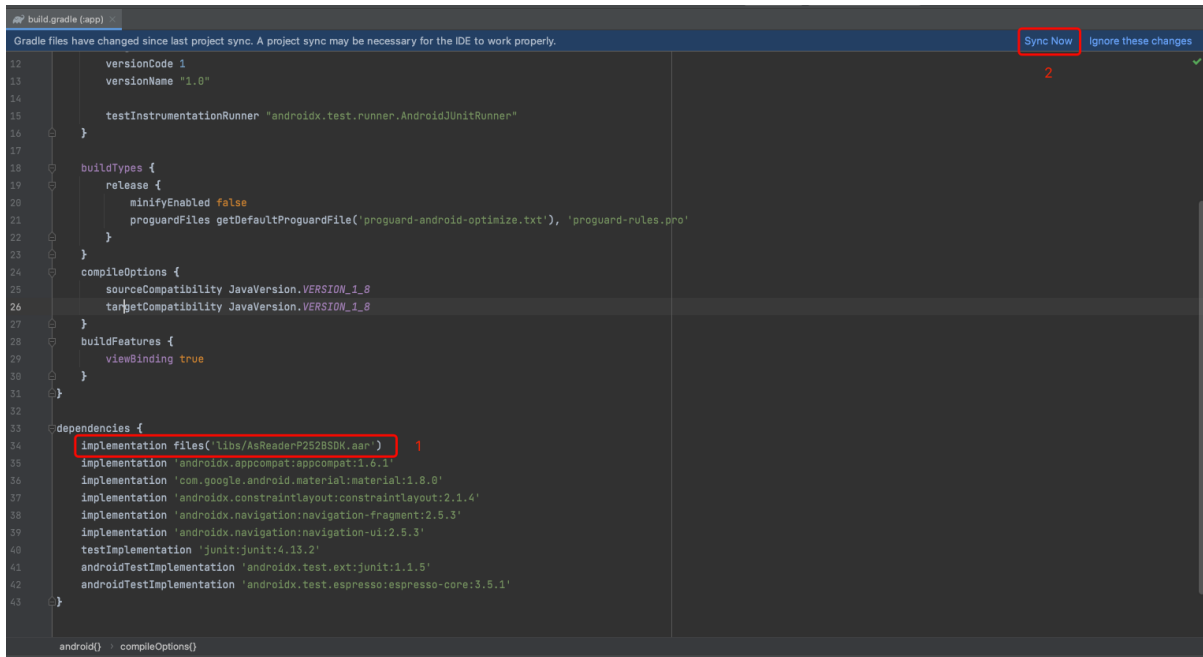 build.gradle (:app)
Gradle files have changed since last project sync. A project sync may be necessary for the IDE to work properly. Sync Now Ignore these changes
2
12 versionCode 1
13 versionName "1.0"
14
15 testInstrumentationRunner "androidx.test.runner.AndroidJUnitRunner"
16 }
17
18 buildTypes {
19 release {
20 minifyEnabled false
21 proguardFiles getDefaultProguardFile('proguard-android-optimize.txt'), 'proguard-rules.pro'
22 }
23 }
24 compileOptions {
25 sourceCompatibility JavaVersion.VERSION_1_8
26 targetCompatibility JavaVersion.VERSION_1_8
27 }
28 buildFeatures {
29 viewBinding true
30 }
31 }
32
33 dependencies {
34 implementation files('libs/AsReaderP252BSDK.aar') 1
35 implementation 'androidx.appcompat:appcompat:1.6.1'
36 implementation 'com.google.android.material:material:1.8.0'
37 implementation 'androidx.constraintlayout:constraintlayout:2.1.4'
38 implementation 'androidx.navigation:navigation-fragment:2.5.3'
39 implementation 'androidx.navigation:navigation-ui:2.5.3'
40 testImplementation 'junit:junit:4.13.2'
41 androidTestImplementation 'androidx.test.ext:junit:1.1.5'
42 androidTestImplementation 'androidx.test.espresso:espresso-core:3.5.1'
43 }
android{} › compileOptions{}